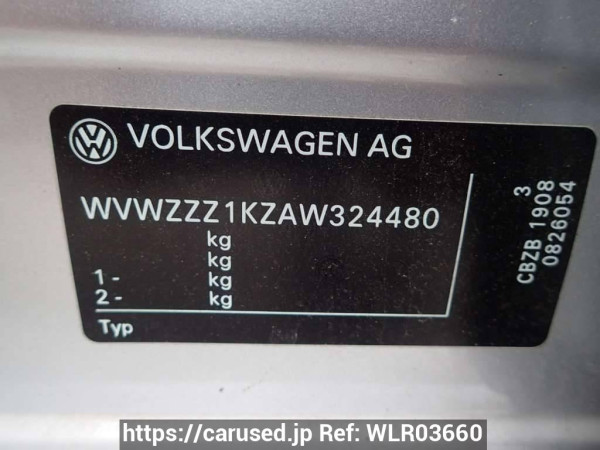 VOLKSWAGEN AG
WVWZZZ1KZAW324480
kg
kg
1- kg
2- kg
Typ
3
CBZB 1908
0826054
https://carused.jp Ref: WLR03660